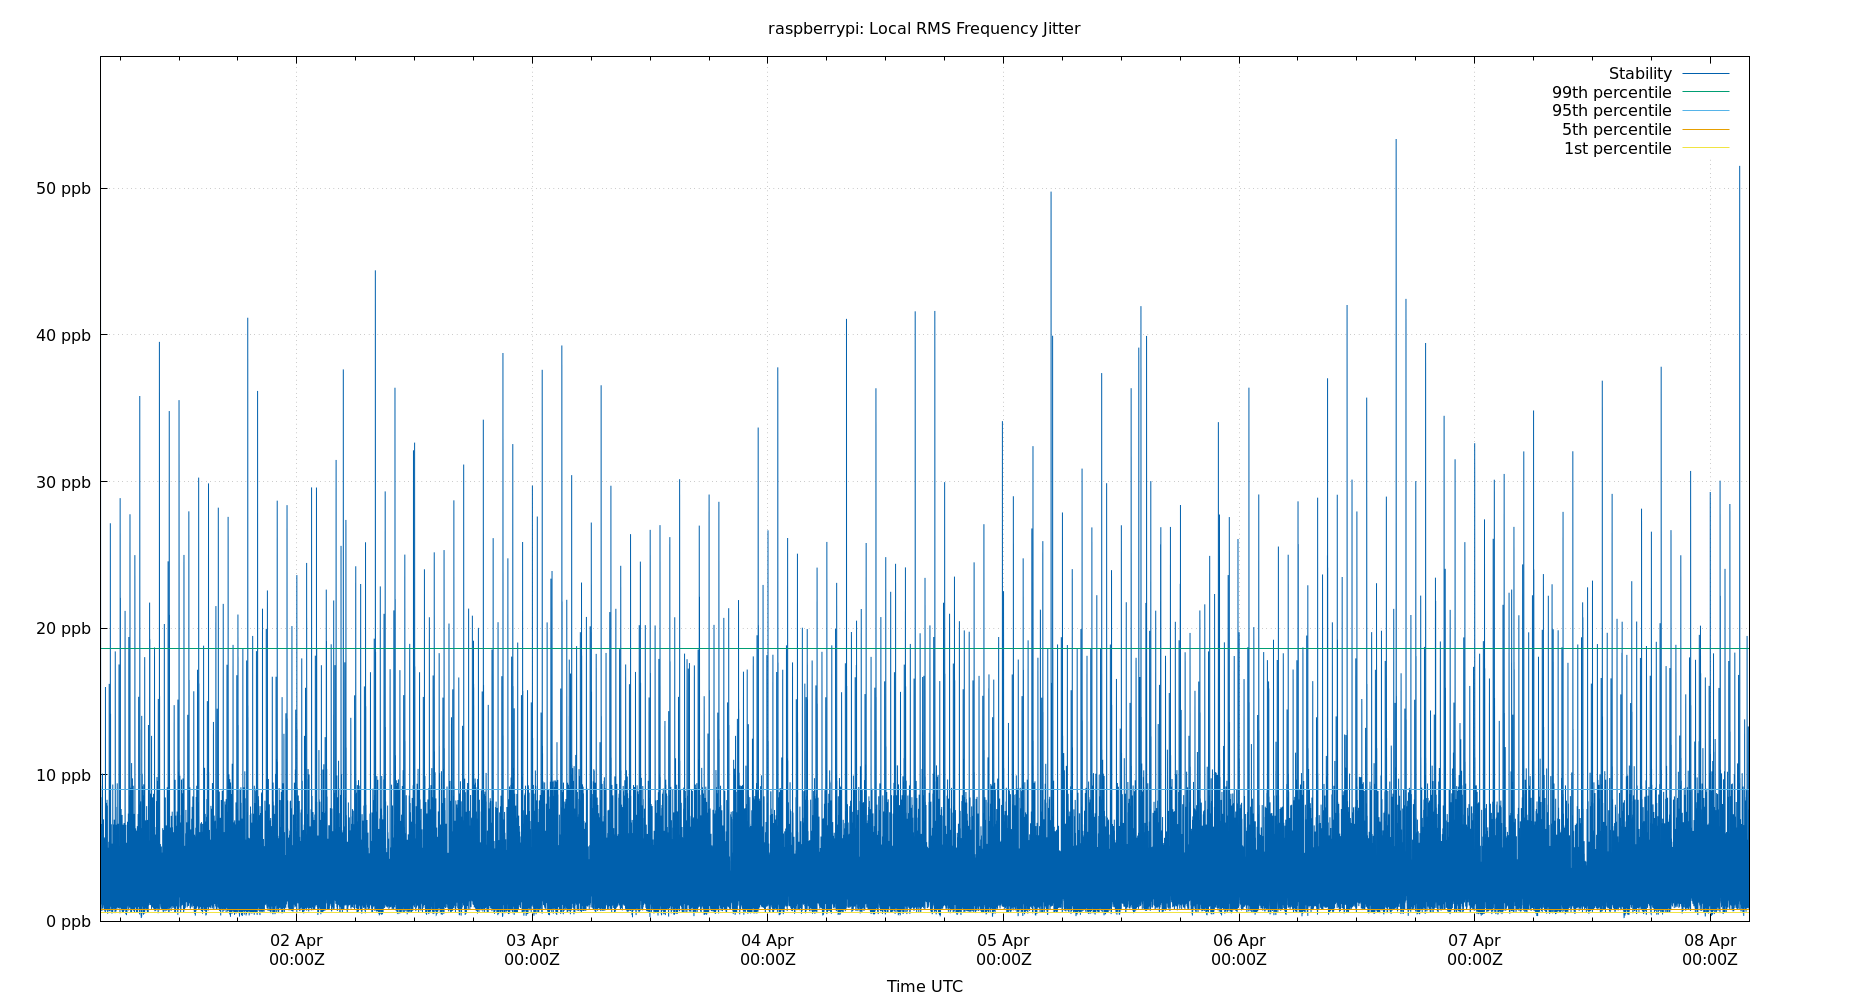 raspberrypi: Local RMS Frequency Jitter
Stability
99th percentile
95th percentile
5th percentile
1st percentile
50 ppb
40 ppb
30 ppb
20 ppb
10 ppb
0 ppb
02 Apr 03 Apr 04 Apr 05 Apr 06 Apr 07 Apr 08 Apr
00:00Z 00:00Z 00:00Z 00:00Z 00:00Z 00:00Z 00:00Z
Time UTC